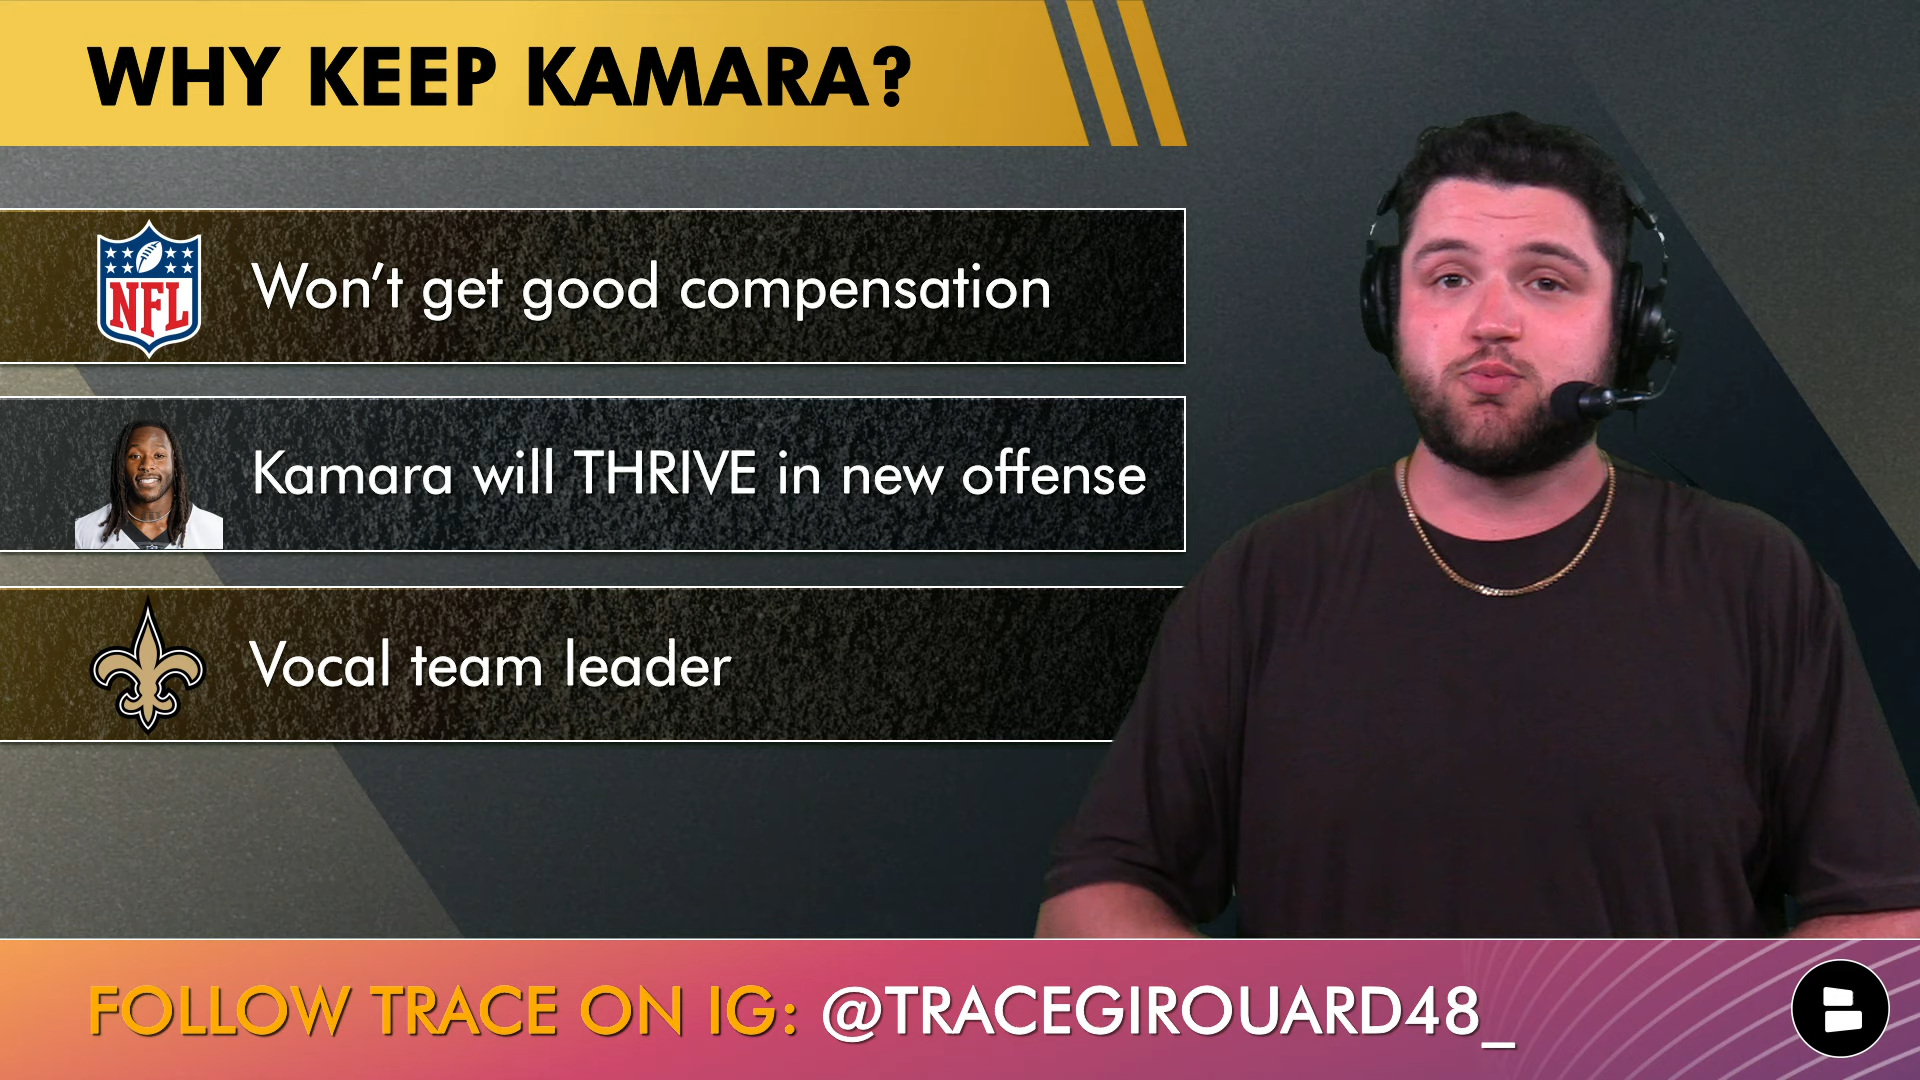 WHY KEEP KAMARA?
NFL
Won't get good compensation
Kamara will THRIVE in new offense
Vocal team leader
FOLLOW TRACE ON IG: @TRACEGIROUARD48_